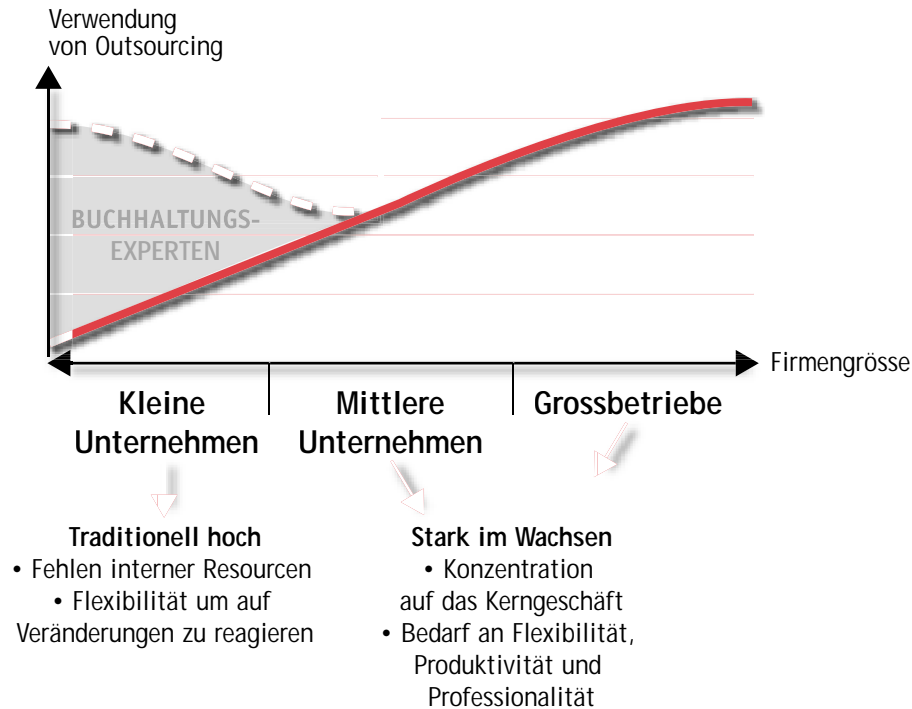 Verwendung
von Outsourcing
BUCHHALTUNGS-
EXPERTEN
Firmengrösse
Kleine
Unternehmen
Mittlere
Unternehmen
Grossbetriebe
Traditionell hoch
• Fehlen interner Resourcen
• Flexibilität um auf
Veränderungen zu reagieren
Stark im Wachsen
• Konzentration
auf das Kerngeschäft
• Bedarf an Flexibilität,
Produktivität und
Professionalität